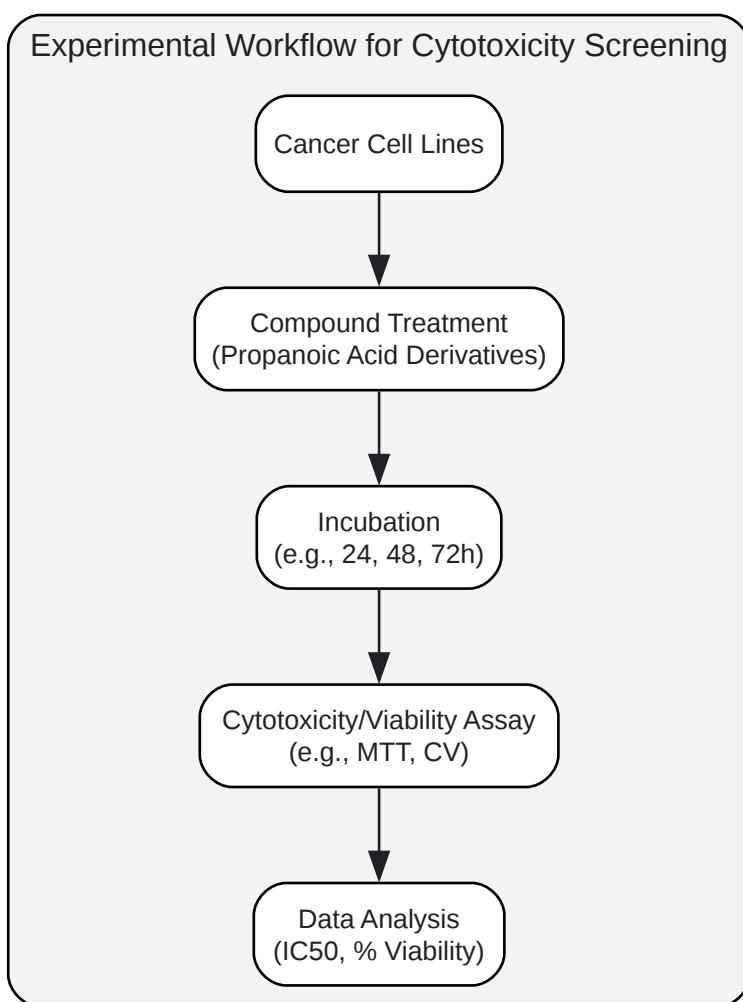 Experimental Workflow for Cytotoxicity Screening
Cancer Cell Lines
Compound Treatment
(Propanoic Acid Derivatives)
Incubation
(e.g., 24, 48, 72h)
Cytotoxicity/Viability Assay
(e.g., MTT, CV)
Data Analysis
(IC50, % Viability)